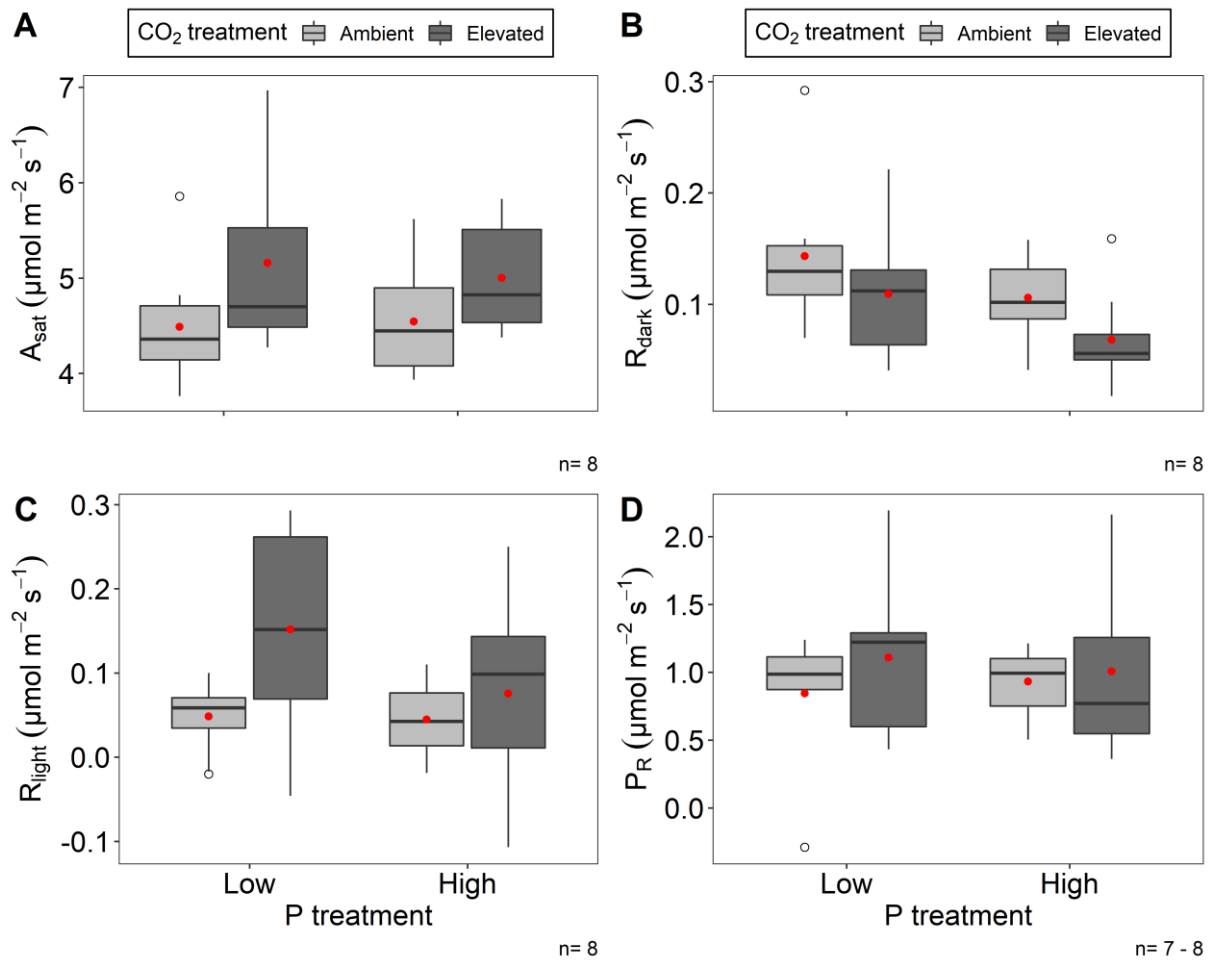 A
CO₂ treatment Ambient Elevated
Asat (µmol m⁻² s⁻¹)
7
6
5
4
n= 8
B
CO₂ treatment Ambient Elevated
Rdark (µmol m⁻² s⁻¹)
0.3
0.2
0.1
n= 8
C
Rlight (µmol m⁻² s⁻¹)
0.3
0.2
0.1
0.0
-0.1
Low High
P treatment
n= 8
D
PR (µmol m⁻² s⁻¹)
2.0
1.5
1.0
0.5
0.0
Low High
P treatment
n= 7 - 8